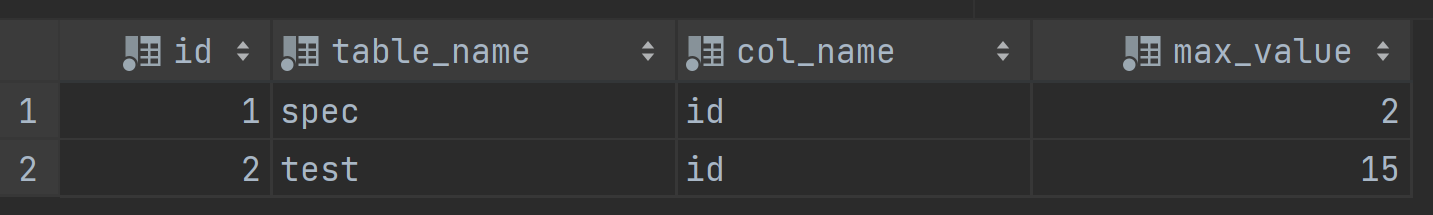 id table_name col_name max_value
1 1 spec id 2
2 2 test id 15